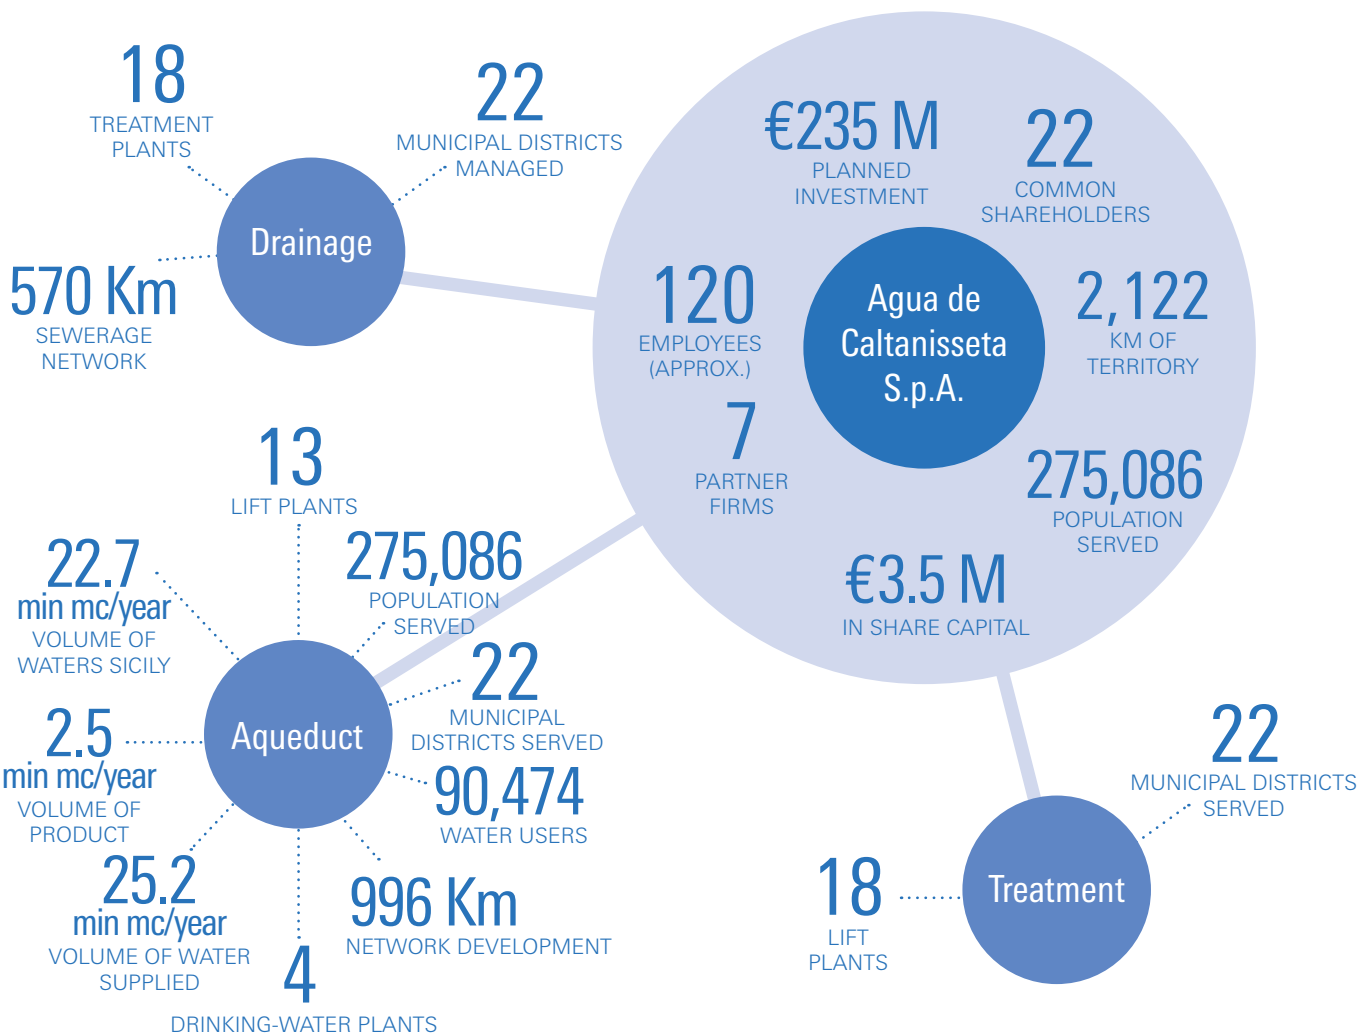 18
TREATMENT
PLANTS
22
MUNICIPAL DISTRICTS
MANAGED
Drainage
570 Km
SEWERAGE
NETWORK
€235 M
PLANNED
INVESTMENT
22
COMMON
SHAREHOLDERS
120
EMPLOYEES
(APPROX.)
Agua de
Caltanisseta
S.p.A.
2,122
KM OF
TERRITORY
7
PARTNER
FIRMS
275,086
POPULATION
SERVED
€3.5 M
IN SHARE CAPITAL
13
LIFT PLANTS
22.7
min mc/year
VOLUME OF
WATERS SICILY
275,086
POPULATION
SERVED
22
MUNICIPAL
DISTRICTS SERVED
Aqueduct
2.5
min mc/year
VOLUME OF
PRODUCT
90,474
WATER USERS
25.2
min mc/year
VOLUME OF WATER
SUPPLIED
996 Km
NETWORK DEVELOPMENT
4
DRINKING-WATER PLANTS
22
MUNICIPAL DISTRICTS
SERVED
Treatment
18
LIFT
PLANTS